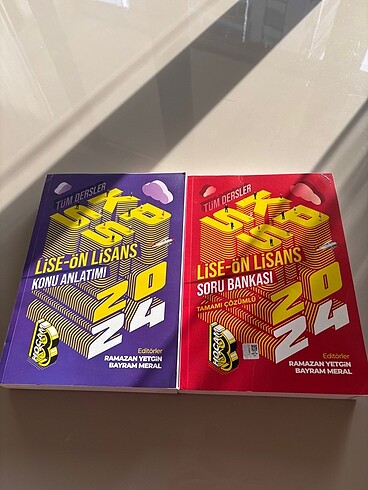 TÜM DERSLER
KPSS
LİSE-ÖN LİSANS
KONU ANLATIMI
2024
Editörler
RAMAZAN YETGİN
BAYRAM MERAL
TÜM DERSLER
KPSS
LİSE-ÖN LİSANS
SORU BANKASI
TAMAMI ÇÖZÜMLÜ
2024
Editörler
RAMAZAN YETGİN
BAYRAM MERAL